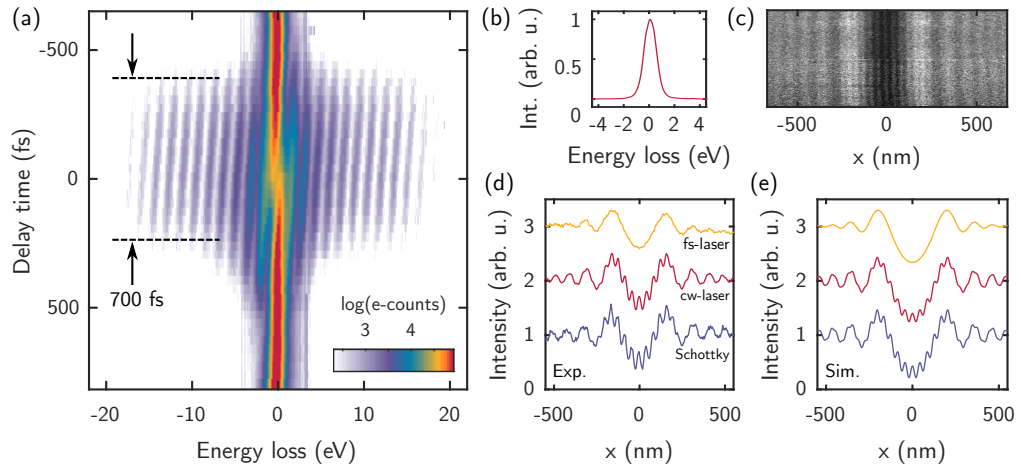 (a)
-500
0
500
Delay time (fs)
700 fs
log(e-counts)
3 4
-20 -10 0 10 20
Energy loss (eV)
(b)
1
0.5
0
Int. (arb. u.)
-4 -2 0 2 4
Energy loss (eV)
(c)
-500 0 500
x (nm)
(d)
3
2
1
0
Intensity (arb. u.)
fs-laser
cw-laser
Schottky
Exp.
-500 0 500
x (nm)
(e)
3
2
1
0
Intensity (arb. u.)
Sim.
-500 0 500
x (nm)